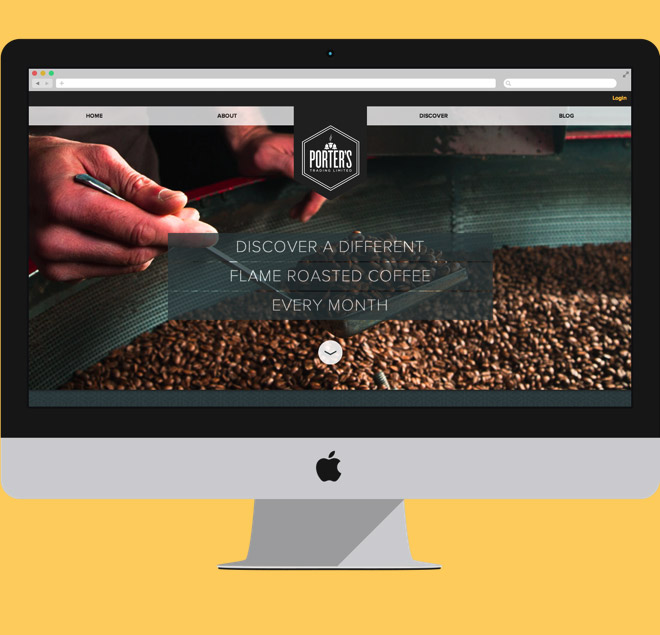 Login
HOME ABOUT DISCOVER BLOG
PORTER'S
TRADING LIMITED
DISCOVER A DIFFERENT
FLAME ROASTED COFFEE
EVERY MONTH